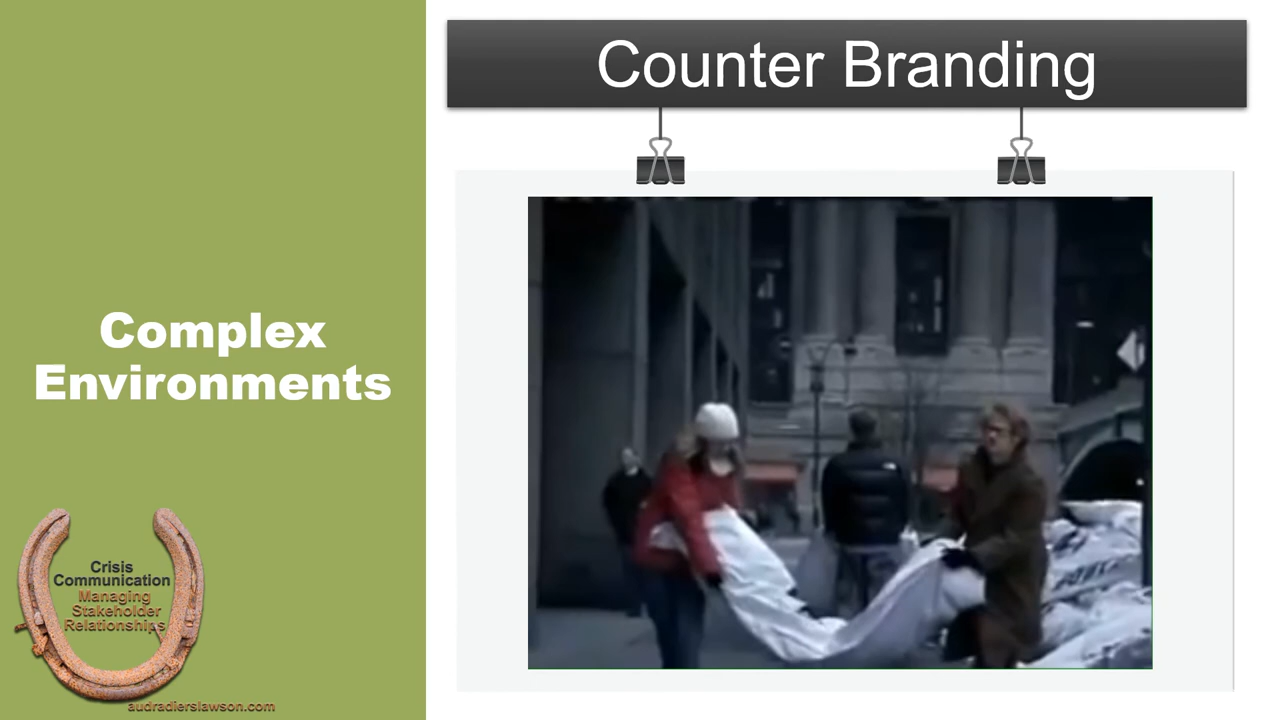 Counter Branding
Complex
Environments
Crisis
Communication
Managing
Stakeholder
Relationships
audradierslawson.com